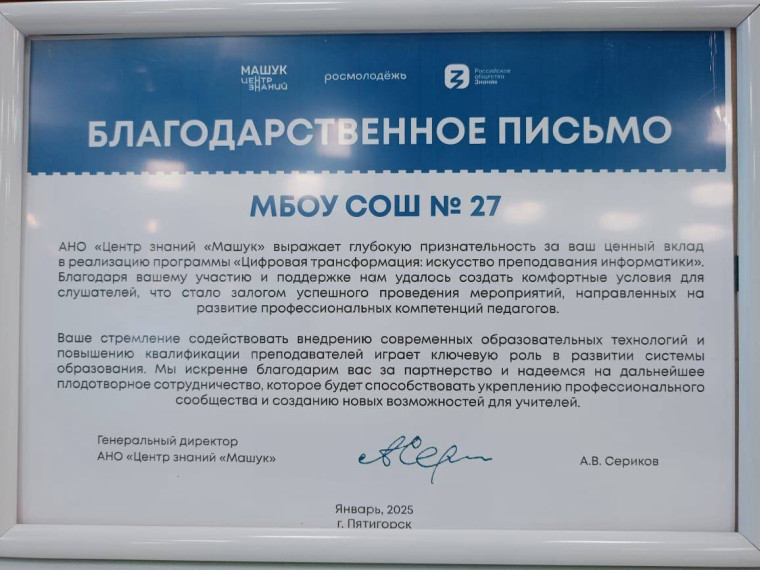 МАШУК
ЦЕНТР
ЗНАНИЙ
росмолодёжь
Российское
общество
Знание
БЛАГОДАРСТВЕННОЕ ПИСЬМО
МБОУ СОШ № 27
АНО «Центр знаний «Машук» выражает глубокую признательность за ваш ценный вклад
в реализацию программы «Цифровая трансформация: искусство преподавания информатики».
Благодаря вашему участию и поддержке нам удалось создать комфортные условия для
слушателей, что стало залогом успешного проведения мероприятий, направленных на
развитие профессиональных компетенций педагогов.
Ваше стремление содействовать внедрению современных образовательных технологий и
повышению квалификации преподавателей играет ключевую роль в развитии системы
образования. Мы искренне благодарим вас за партнерство и надеемся на дальнейшее
плодотворное сотрудничество, которое будет способствовать укреплению профессионального
сообщества и созданию новых возможностей для учителей.
Генеральный директор
АНО «Центр знаний «Машук»
А.В. Сериков
Январь, 2025
г. Пятигорск